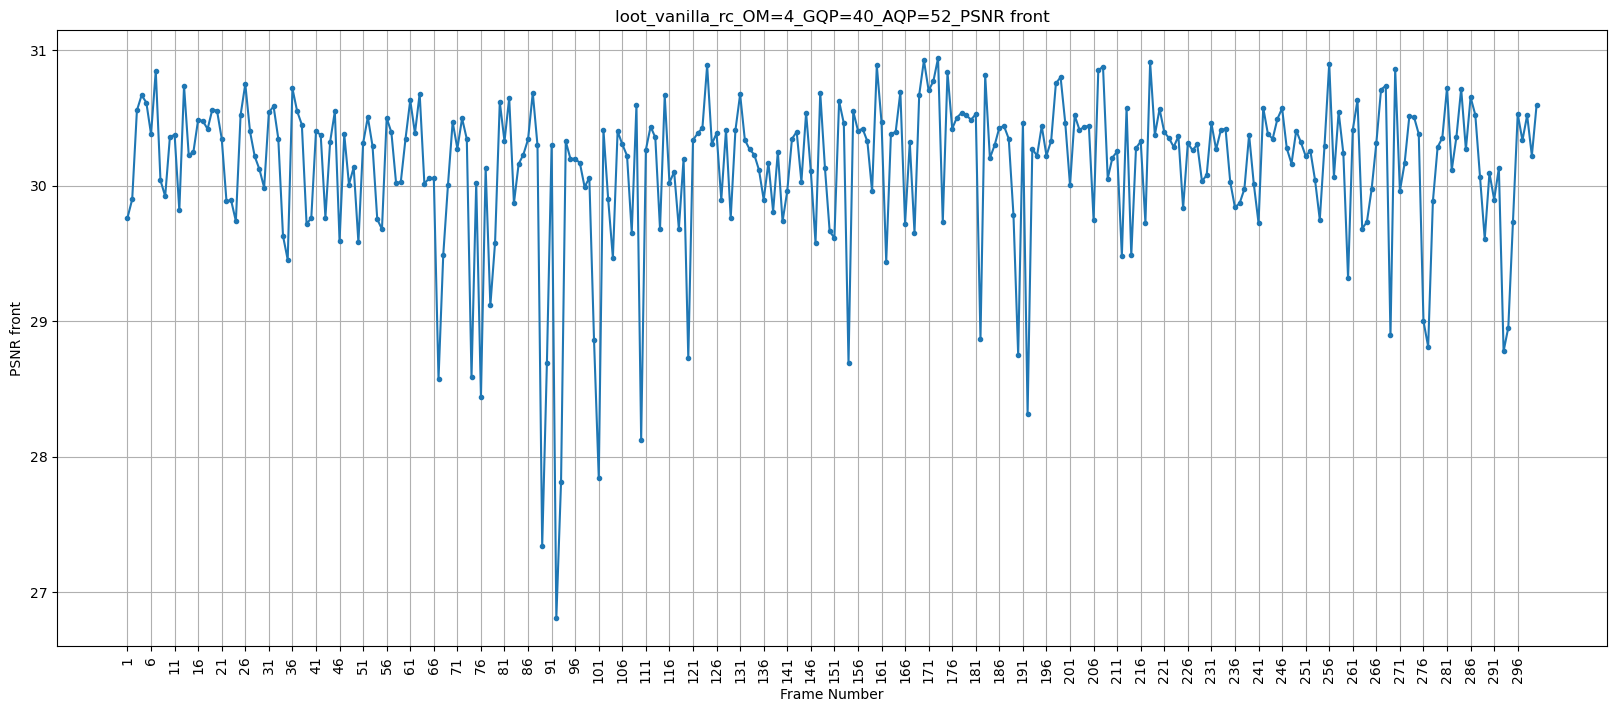 loot_vanilla_rc_OM=4_GQP=40_AQP=52_PSNR front
31
30
29
28
27
PSNR front
1 6 11 16 21 26 31 36 41 46 51 56 61 66 71 76 81 86 91 96 101 106 111 116 121 126 131 136 141 146 151 156 161 166 171 176 181 186 191 196 201 206 211 216 221 226 231 236 241 246 251 256 261 266 271 276 281 286 291 296
Frame Number